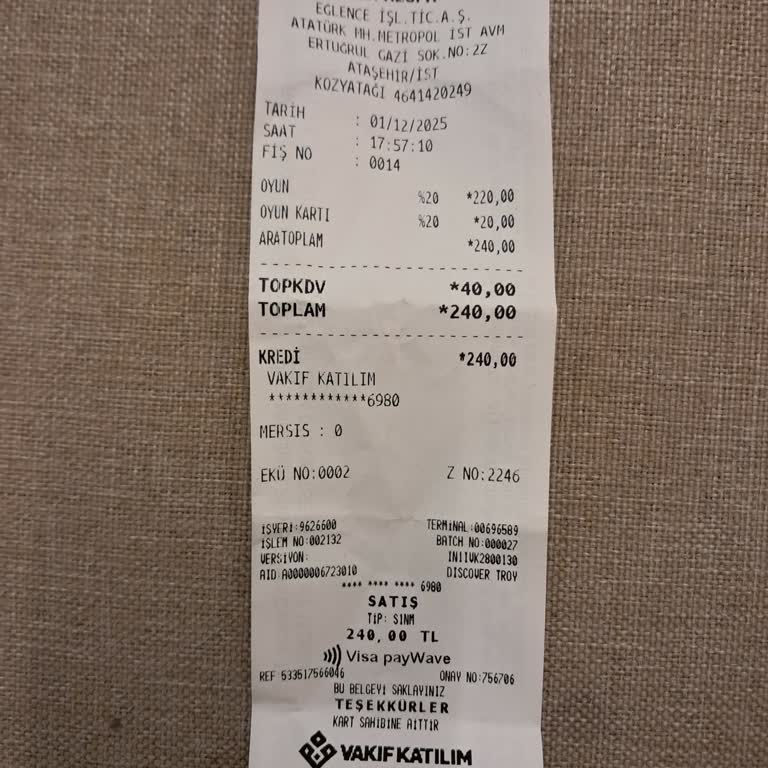 EĞLENCE İŞL.TİC.A.Ş.
ATATÜRK MH.METROPOL İST AVM
ERTUĞRUL GAZİ SOK.NO:2Z
ATAŞEHİR/İST
KOZYATAĞI 4641420249
TARİH : 01/12/2025
SAAT : 17:57:10
FİŞ NO : 0014
OYUN %20 *220,00
OYUN KARTI %20 *20,00
ARATOPLAM *240,00
TOPKDV *40,00
TOPLAM *240,00
KREDİ *240,00
VAKIF KATILIM
************6980
MERSIS : 0
EKÜ NO:0002 Z NO:2246
İŞYERİ:9626600 TERMİNAL:00696589
İŞLEM NO:002132 BATCH NO:000027
VERSİYON: IN1IVK2800130
AID A0000006723010 DISCOVER TROY
**** **** **** 6980
SATIŞ
TİP: SINM
240,00 TL
Visa payWave
REF 533517566046 ONAY NO:756706
BU BELGEYİ SAKLAYINIZ
TEŞEKKÜRLER
KART SAHİBİNE AİTTİR
VAKIF KATILIM